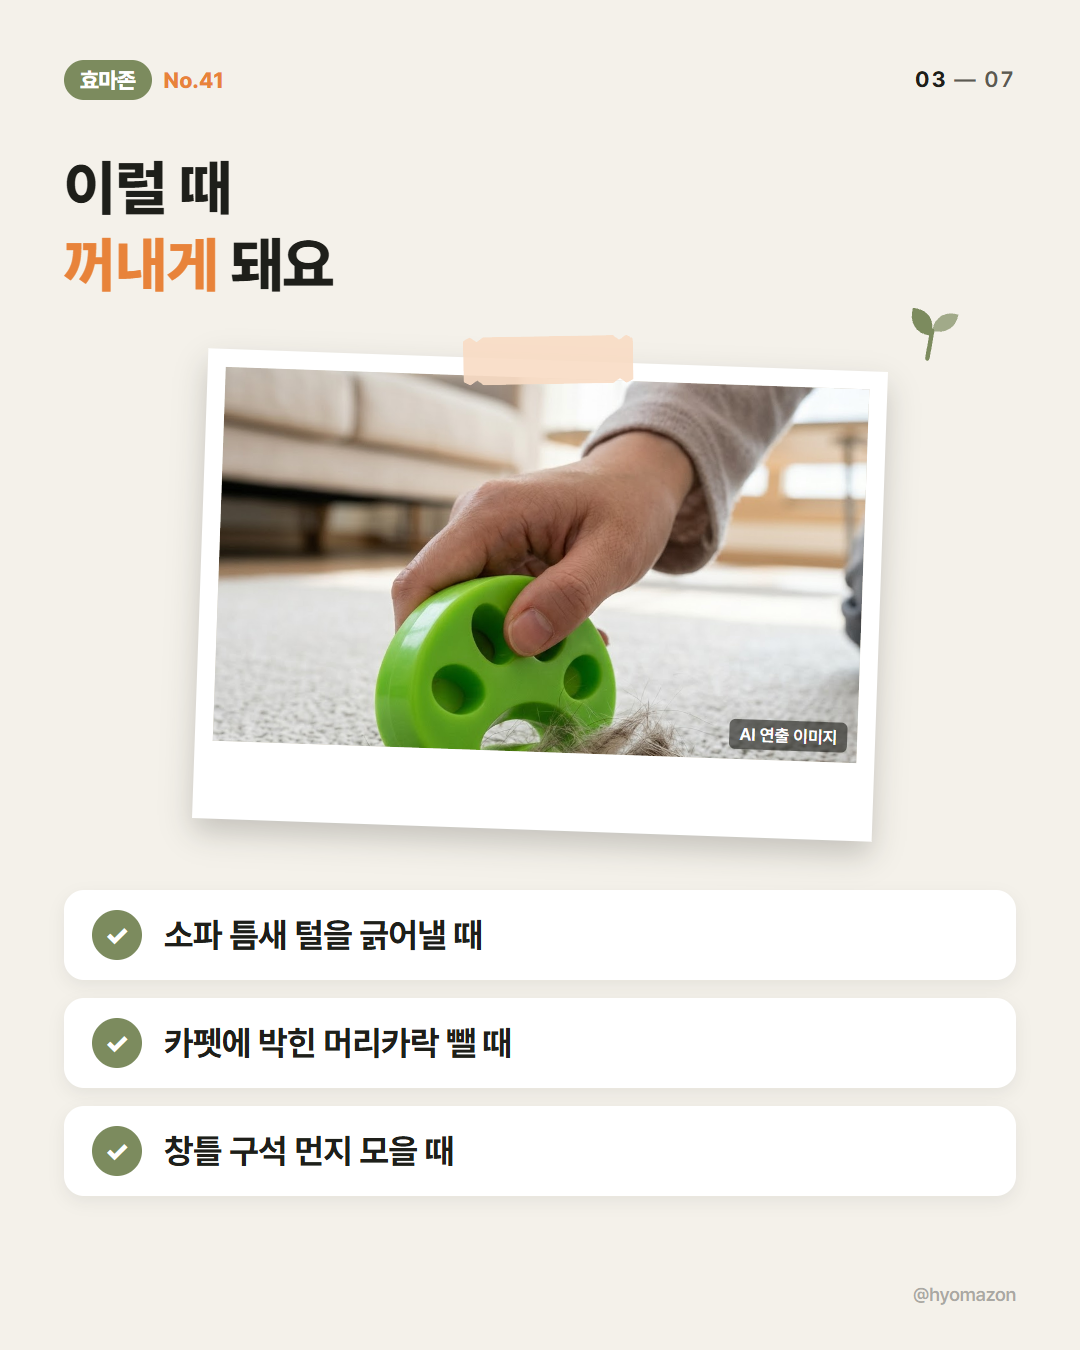 효마존 No.41
03 — 07
이럴 때
꺼내게 돼요
AI 연출 이미지
소파 틈새 털을 긁어낼 때
카펫에 박힌 머리카락 뺄 때
창틀 구석 먼지 모을 때
@hyomazon